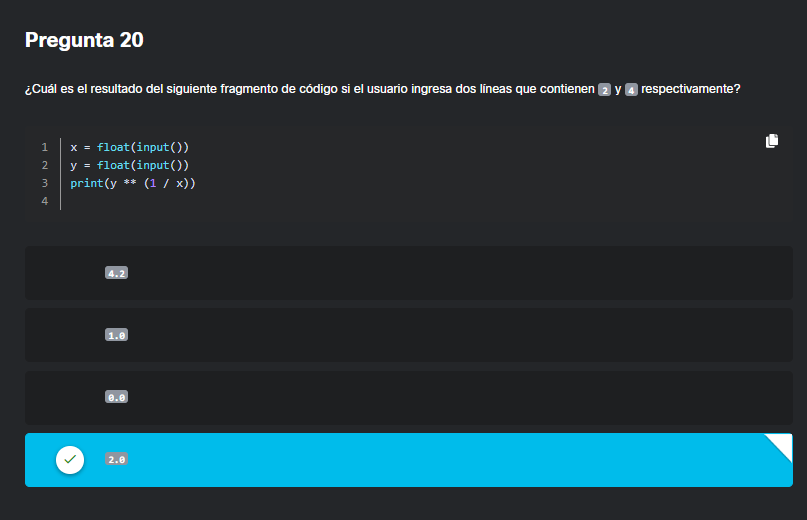 Pregunta 20
¿Cuál es el resultado del siguiente fragmento de código si el usuario ingresa dos líneas que contienen 2 y 4 respectivamente?
1 x = float(input())
2 y = float(input())
3 print(y ** (1 / x))
4
4.2
1.0
0.0
2.0